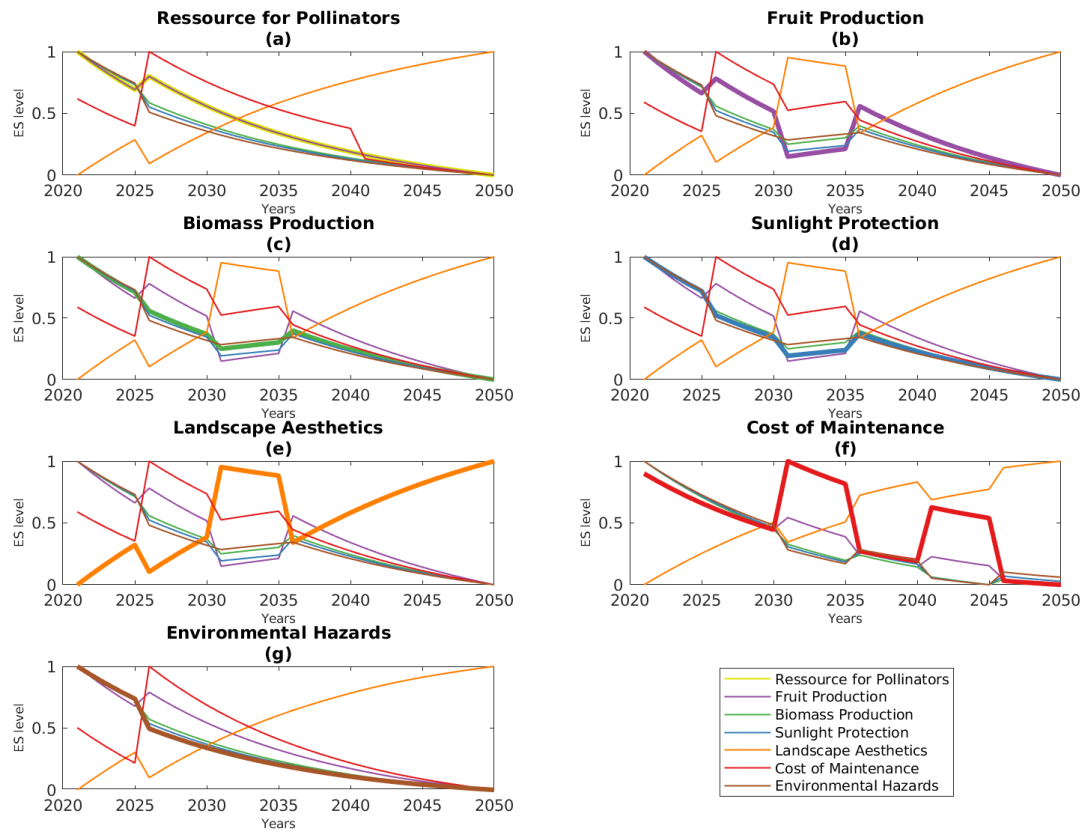 Ressource for Pollinators
(a)
1
0.5
0
ES level
2020 2025 2030 2035 2040 2045 2050
Years
Fruit Production
(b)
1
0.5
0
ES level
2020 2025 2030 2035 2040 2045 2050
Years
Biomass Production
(c)
1
0.5
0
ES level
2020 2025 2030 2035 2040 2045 2050
Years
Sunlight Protection
(d)
1
0.5
0
ES level
2020 2025 2030 2035 2040 2045 2050
Years
Landscape Aesthetics
(e)
1
0.5
0
ES level
2020 2025 2030 2035 2040 2045 2050
Years
Cost of Maintenance
(f)
1
0.5
0
ES level
2020 2025 2030 2035 2040 2045 2050
Years
Environmental Hazards
(g)
1
0.5
0
ES level
2020 2025 2030 2035 2040 2045 2050
Years
Ressource for Pollinators
Fruit Production
Biomass Production
Sunlight Protection
Landscape Aesthetics
Cost of Maintenance
Environmental Hazards